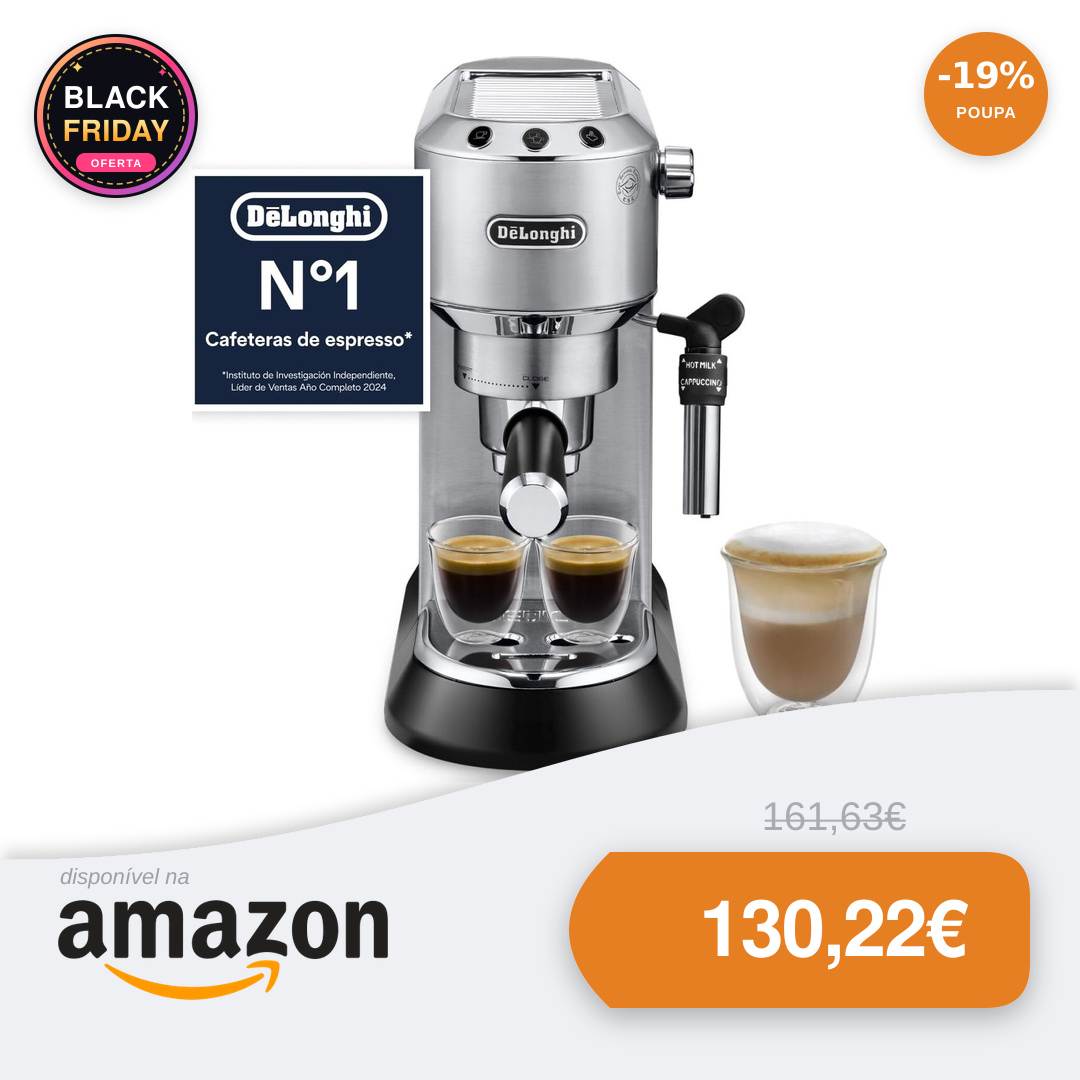 BLACK
FRIDAY
OFERTA
-19%
POUPA
DēLonghi
N°1
Cafeteras de espresso*
*Instituto de Investigación Independiente,
Líder de Ventas Año Completo 2024
DēLonghi
CLOSE
HOT MILK
CAPPUCCINO
161,63€
disponível na
amazon
130,22€